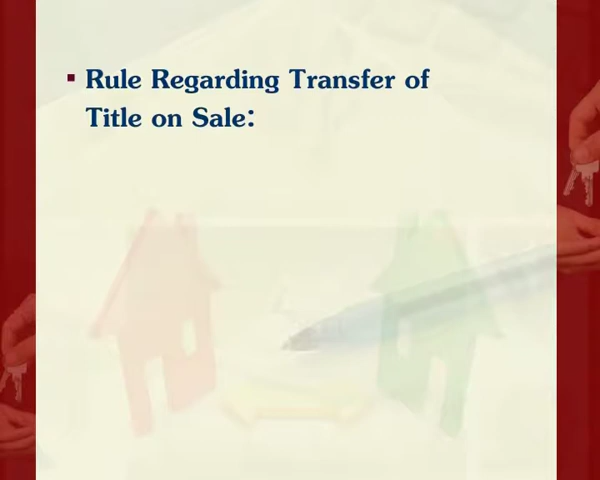 ▪ Rule Regarding Transfer of
Title on Sale: